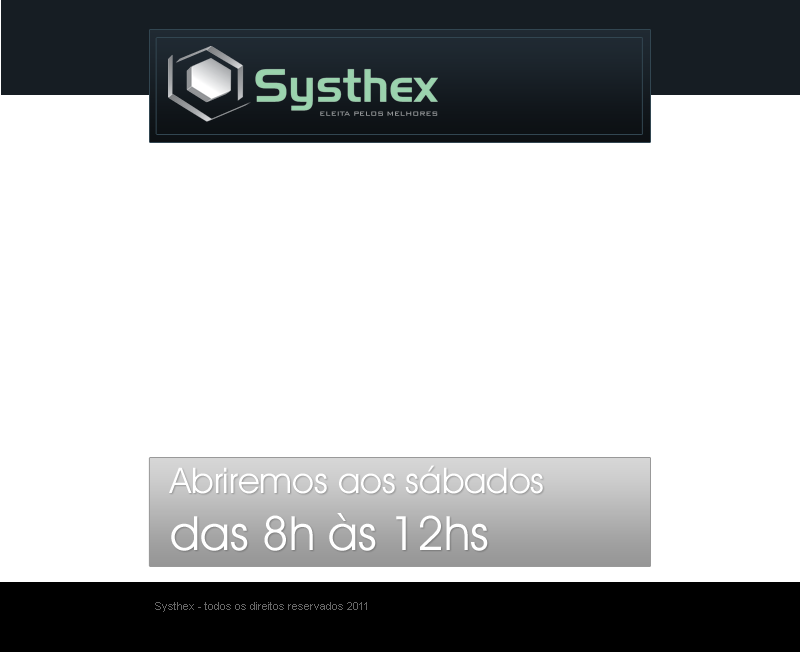 Systhex
ELEITA PELOS MELHORES
Abriremos aos sábados
das 8h às 12hs
Systhex - todos os direitos reservados 2011